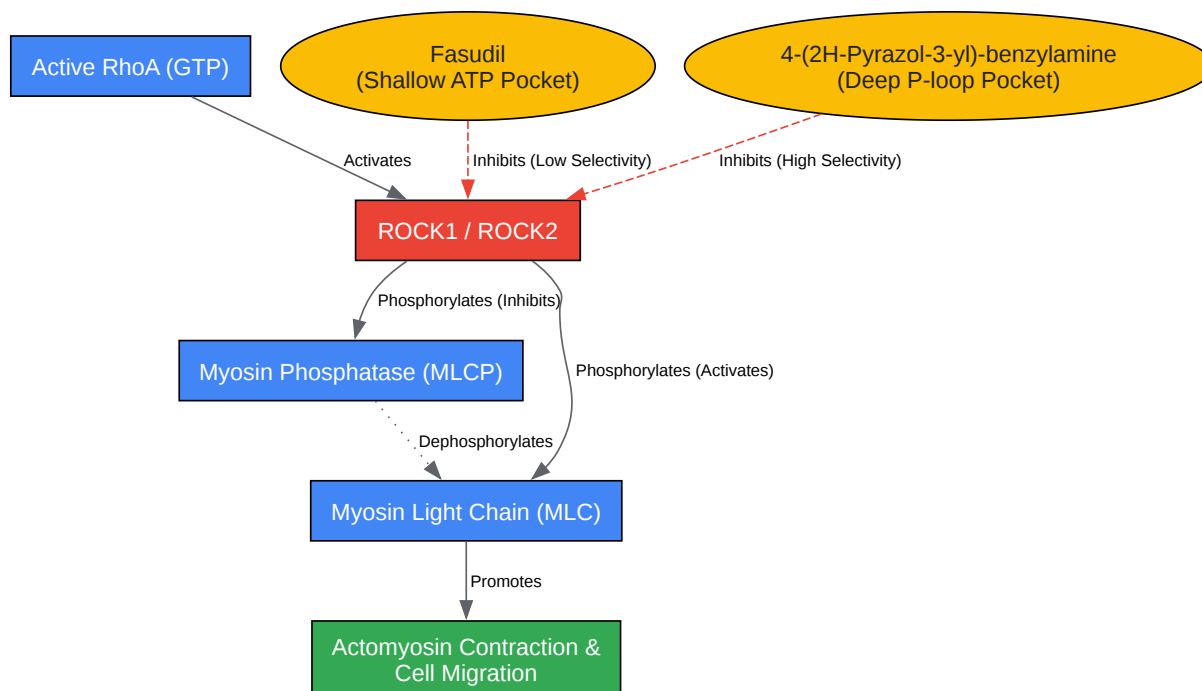 Active RhoA (GTP)
Fasudil
(Shallow ATP Pocket)
4-(2H-Pyrazol-3-yl)-benzylamine
(Deep P-loop Pocket)
Activates
Inhibits (Low Selectivity)
Inhibits (High Selectivity)
ROCK1 / ROCK2
Phosphorylates (Inhibits)
Myosin Phosphatase (MLCP)
Phosphorylates (Activates)
Dephosphorylates
Myosin Light Chain (MLC)
Promotes
Actomyosin Contraction &
Cell Migration